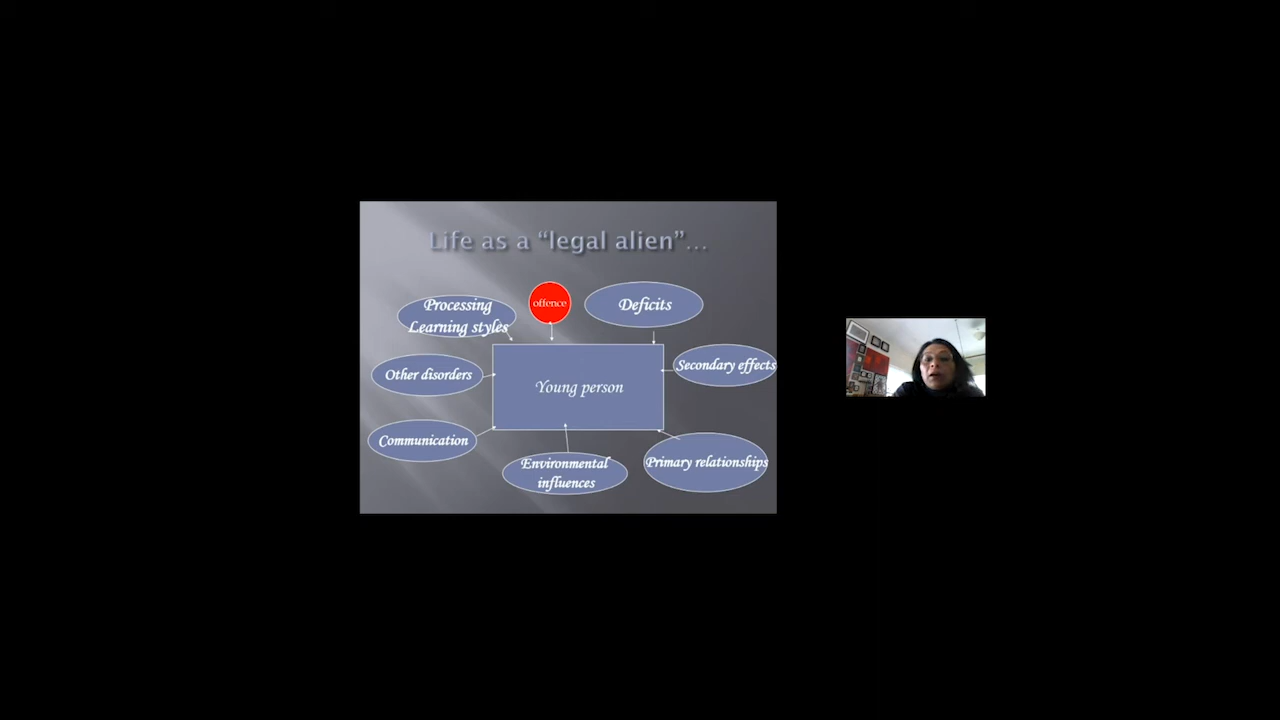 Life as a “legal alien”…
offence
Deficits
Processing
Learning styles
Secondary effects
Other disorders
Young person
Communication
Primary relationships
Environmental
influences